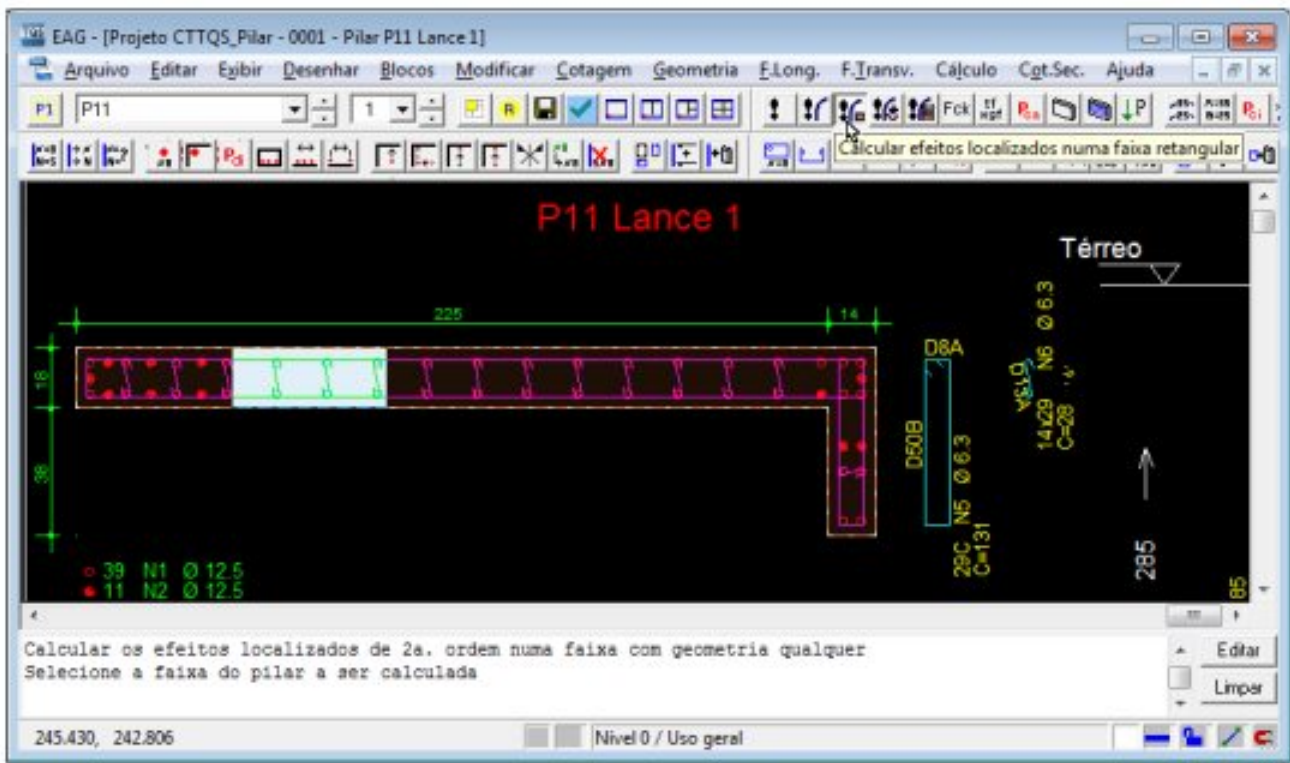 EAG - [Projeto CTTQS_Pilar - 0001 - Pilar P11 Lance 1]
Arquivo Editar Exibir Desenhar Blocos Modificar Cotagem Geometria F.Long. F.Transv. Cálculo Cgt.Sec. Ajuda
P1 P11 1 R Fck P
Calcular efeitos localizados numa faixa retangular
P11 Lance 1
Térreo
225
14
18
38
D8A
D50B
29C N5 Ø 6.3
C=131
D13A
14x29 N6 Ø 6.3
C=28
285
85
39 N1 Ø 12.5
11 N2 Ø 12.5
Calcular os efeitos localizados de 2a. ordem numa faixa com geometria qualquer
Selecione a faixa do pilar a ser calculada
Editar
Limpar
245.430, 242.806
Nível 0 / Uso geral